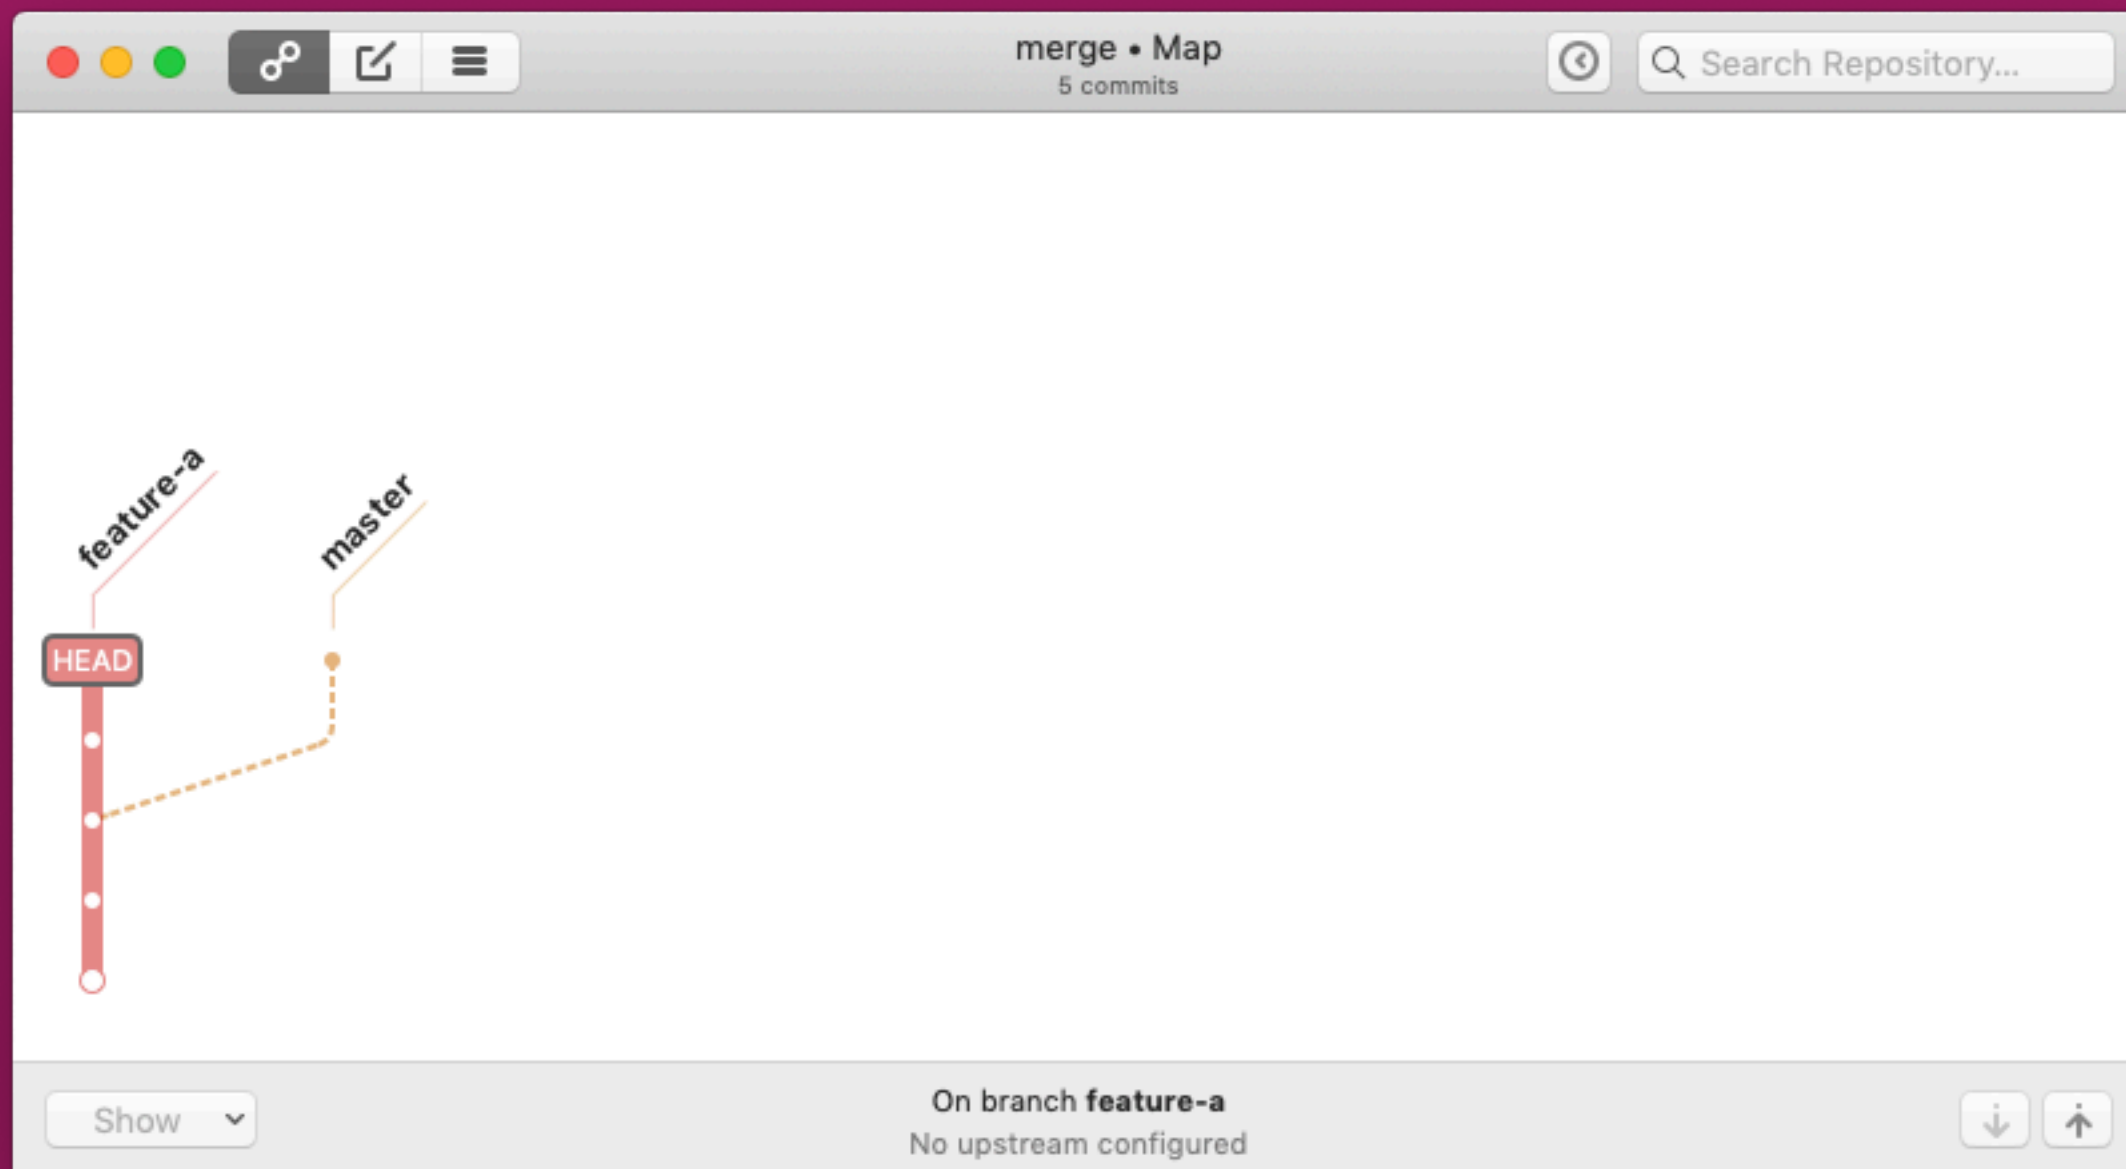 merge • Map
5 commits
Search Repository...
feature-a
master
HEAD
Show
On branch feature-a
No upstream configured